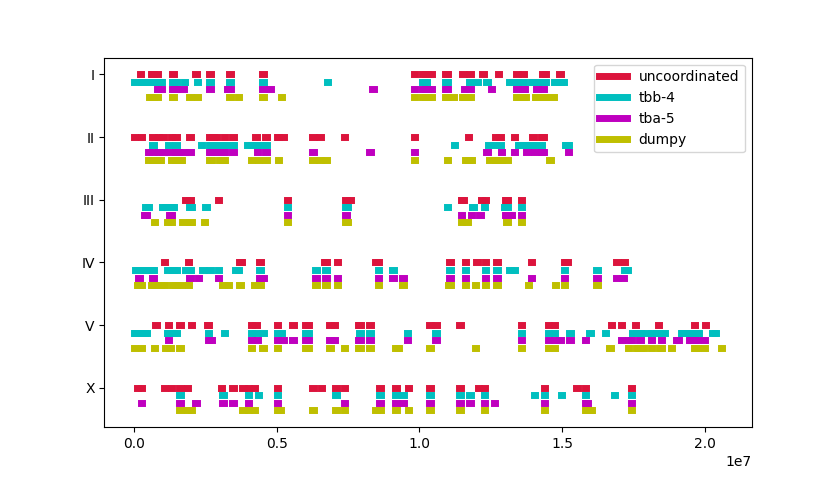 I
II
III
IV
V
X
uncoordinated
tbb-4
tba-5
dumpy
0.0 0.5 1.0 1.5 2.0
1e7